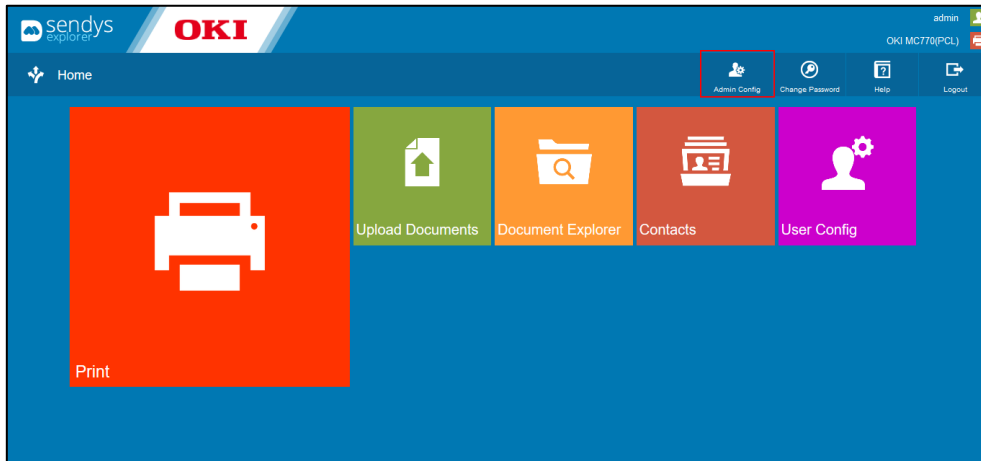 sendys
explorer
OKI
admin
OKI MC770(PCL)
Home
Admin Config
Change Password
?
Help
Logout
Upload Documents
Document Explorer
Contacts
User Config
Print